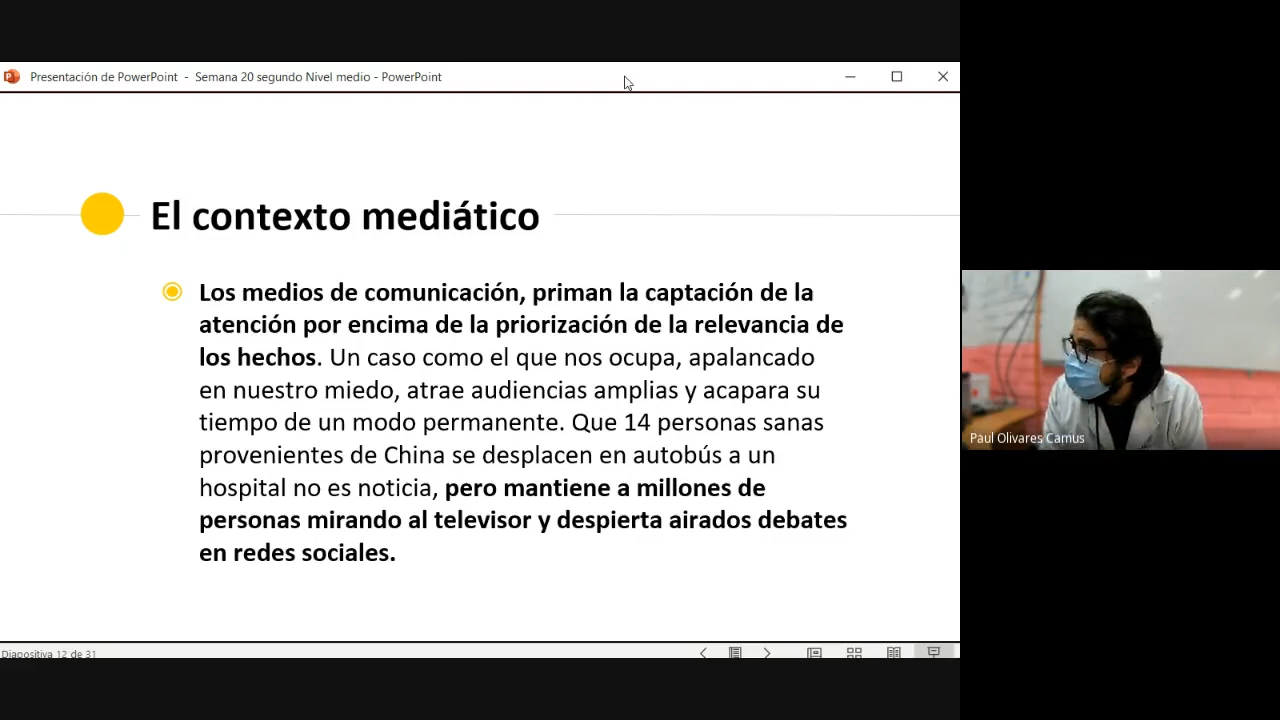 Presentación de PowerPoint - Semana 20 segundo Nivel medio - PowerPoint
El contexto mediático
Los medios de comunicación, priman la captación de la
atención por encima de la priorización de la relevancia de
los hechos. Un caso como el que nos ocupa, apalancado
en nuestro miedo, atrae audiencias amplias y acapara su
tiempo de un modo permanente. Que 14 personas sanas
provenientes de China se desplacen en autobús a un
hospital no es noticia, pero mantiene a millones de
personas mirando al televisor y despierta airados debates
en redes sociales.
Paul Olivares Camus
Diapositiva 12 de 31